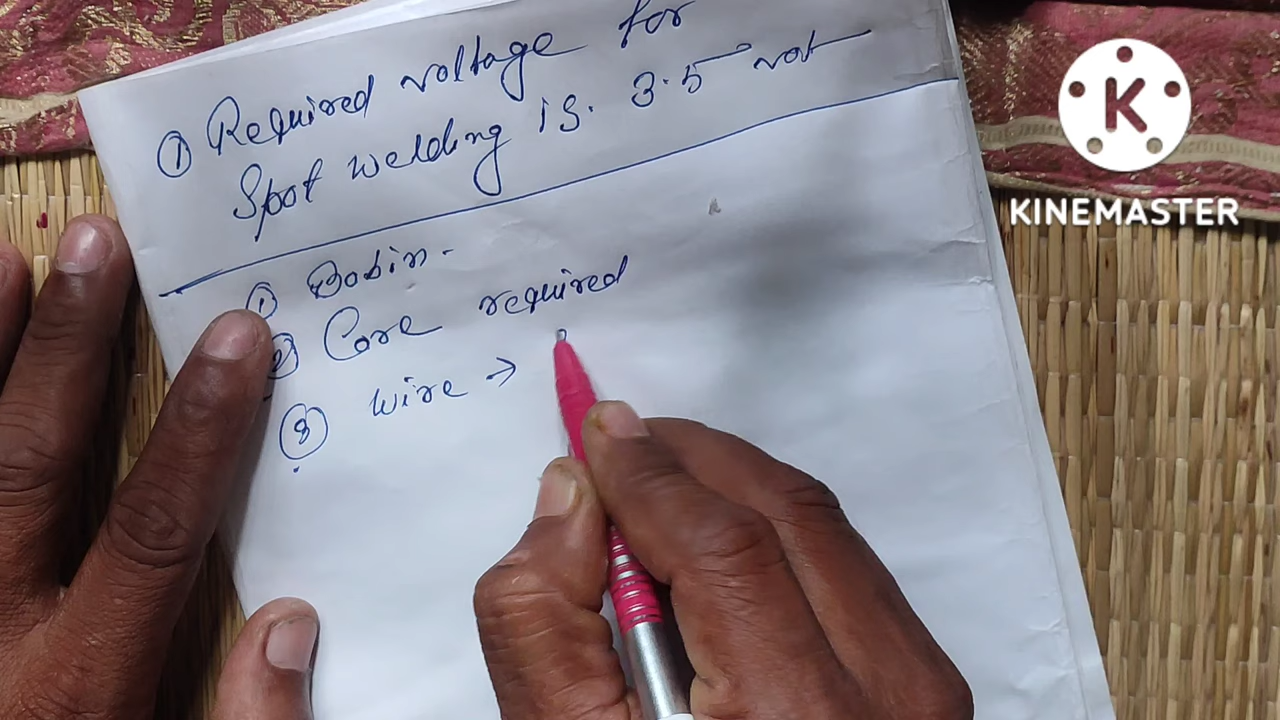 ① Required voltage for
Spot welding is. 3.5 volt
① Bobin-
② Core required
③ Wire →
K
KINEMASTER